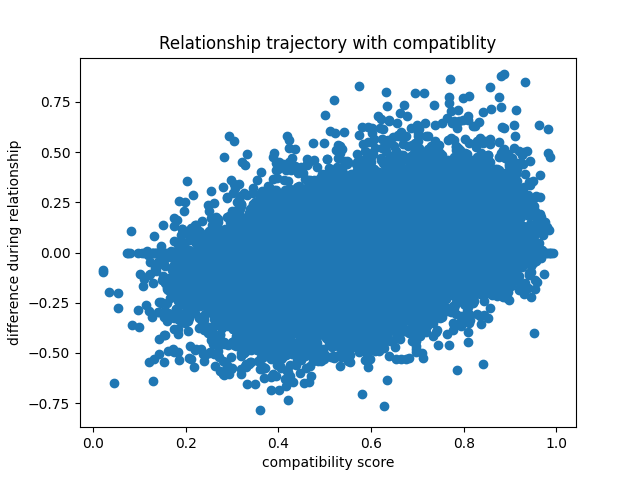 Relationship trajectory with compatiblity
difference during relationship
0.75
0.50
0.25
0.00
−0.25
−0.50
−0.75
0.0 0.2 0.4 0.6 0.8 1.0
compatibility score